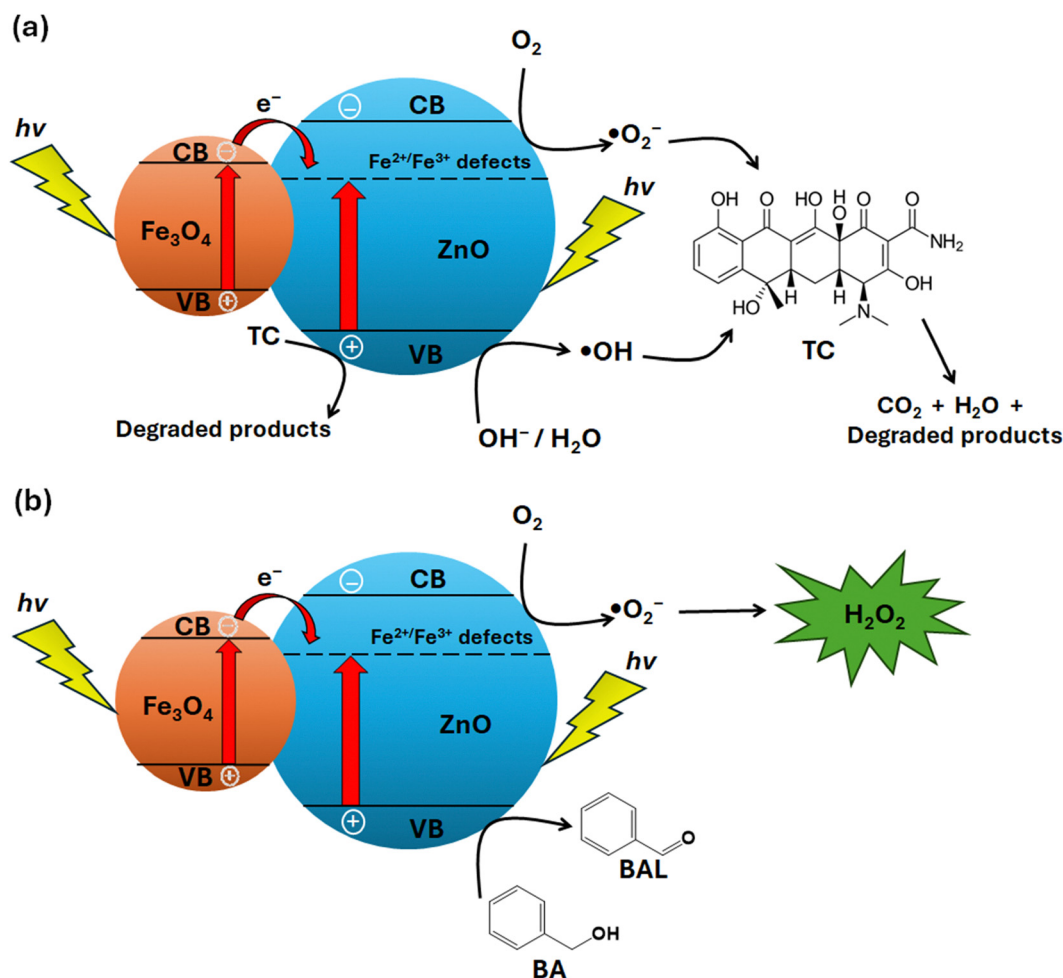 (a)
O₂
hv
e⁻
⊖
CB
CB
•O₂⁻
Fe²⁺/Fe³⁺ defects
hv
Fe₃O₄
ZnO
VB
⊕
TC
⊕
VB
•OH
Degraded products
OH⁻ / H₂O
OH
O
HO
O
H
O
O
O
NH₂
OH
HO
H
H
N
TC
CO₂ + H₂O +
Degraded products
(b)
O₂
hv
e⁻
⊖
CB
CB
•O₂⁻
H₂O₂
Fe²⁺/Fe³⁺ defects
hv
Fe₃O₄
ZnO
VB
⊕
⊕
VB
O
BAL
OH
BA